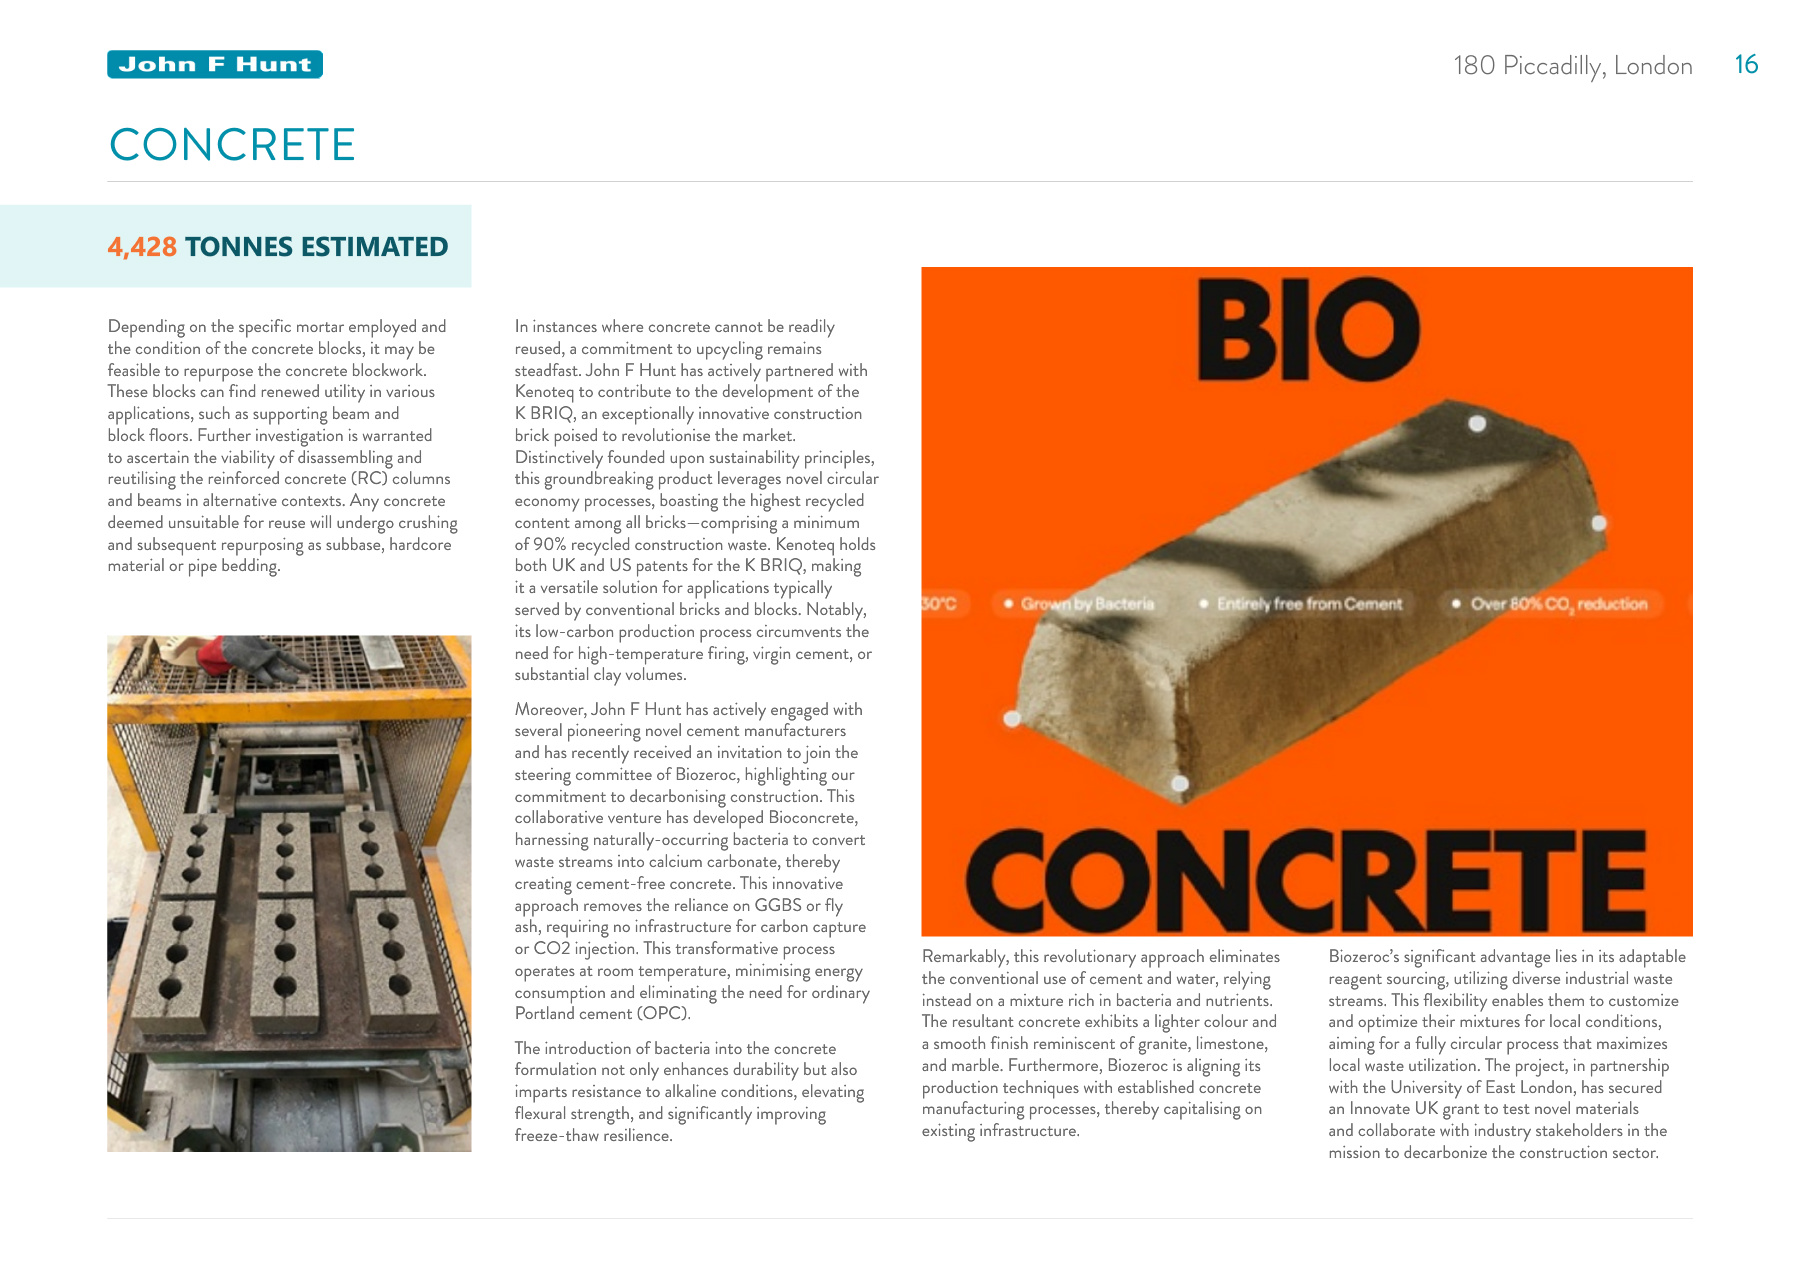 John F Hunt
180 Piccadilly, London
16
CONCRETE
4,428 TONNES ESTIMATED
Depending on the specific mortar employed and
the condition of the concrete blocks, it may be
feasible to repurpose the concrete blockwork.
These blocks can find renewed utility in various
applications, such as supporting beam and
block floors. Further investigation is warranted
to ascertain the viability of disassembling and
reutilising the reinforced concrete (RC) columns
and beams in alternative contexts. Any concrete
deemed unsuitable for reuse will undergo crushing
and subsequent repurposing as subbase, hardcore
material or pipe bedding.
In instances where concrete cannot be readily
reused, a commitment to upcycling remains
steadfast. John F Hunt has actively partnered with
Kenoteq to contribute to the development of the
K BRIQ, an exceptionally innovative construction
brick poised to revolutionise the market.
Distinctively founded upon sustainability principles,
this groundbreaking product leverages novel circular
economy processes, boasting the highest recycled
content among all bricks—comprising a minimum
of 90% recycled construction waste. Kenoteq holds
both UK and US patents for the K BRIQ, making
it a versatile solution for applications typically
served by conventional bricks and blocks. Notably,
its low-carbon production process circumvents the
need for high-temperature firing, virgin cement, or
substantial clay volumes.
Moreover, John F Hunt has actively engaged with
several pioneering novel cement manufacturers
and has recently received an invitation to join the
steering committee of Biozeroc, highlighting our
commitment to decarbonising construction. This
collaborative venture has developed Bioconcrete,
harnessing naturally-occurring bacteria to convert
waste streams into calcium carbonate, thereby
creating cement-free concrete. This innovative
approach removes the reliance on GGBS or fly
ash, requiring no infrastructure for carbon capture
or CO2 injection. This transformative process
operates at room temperature, minimising energy
consumption and eliminating the need for ordinary
Portland cement (OPC).
The introduction of bacteria into the concrete
formulation not only enhances durability but also
imparts resistance to alkaline conditions, elevating
flexural strength, and significantly improving
freeze-thaw resilience.
BIO
30°C
Grown by Bacteria
Entirely free from Cement
Over 80% CO₂ reduction
CONCRETE
Remarkably, this revolutionary approach eliminates
the conventional use of cement and water, relying
instead on a mixture rich in bacteria and nutrients.
The resultant concrete exhibits a lighter colour and
a smooth finish reminiscent of granite, limestone,
and marble. Furthermore, Biozeroc is aligning its
production techniques with established concrete
manufacturing processes, thereby capitalising on
existing infrastructure.
Biozeroc's significant advantage lies in its adaptable
reagent sourcing, utilizing diverse industrial waste
streams. This flexibility enables them to customize
and optimize their mixtures for local conditions,
aiming for a fully circular process that maximizes
local waste utilization. The project, in partnership
with the University of East London, has secured
an Innovate UK grant to test novel materials
and collaborate with industry stakeholders in the
mission to decarbonize the construction sector.